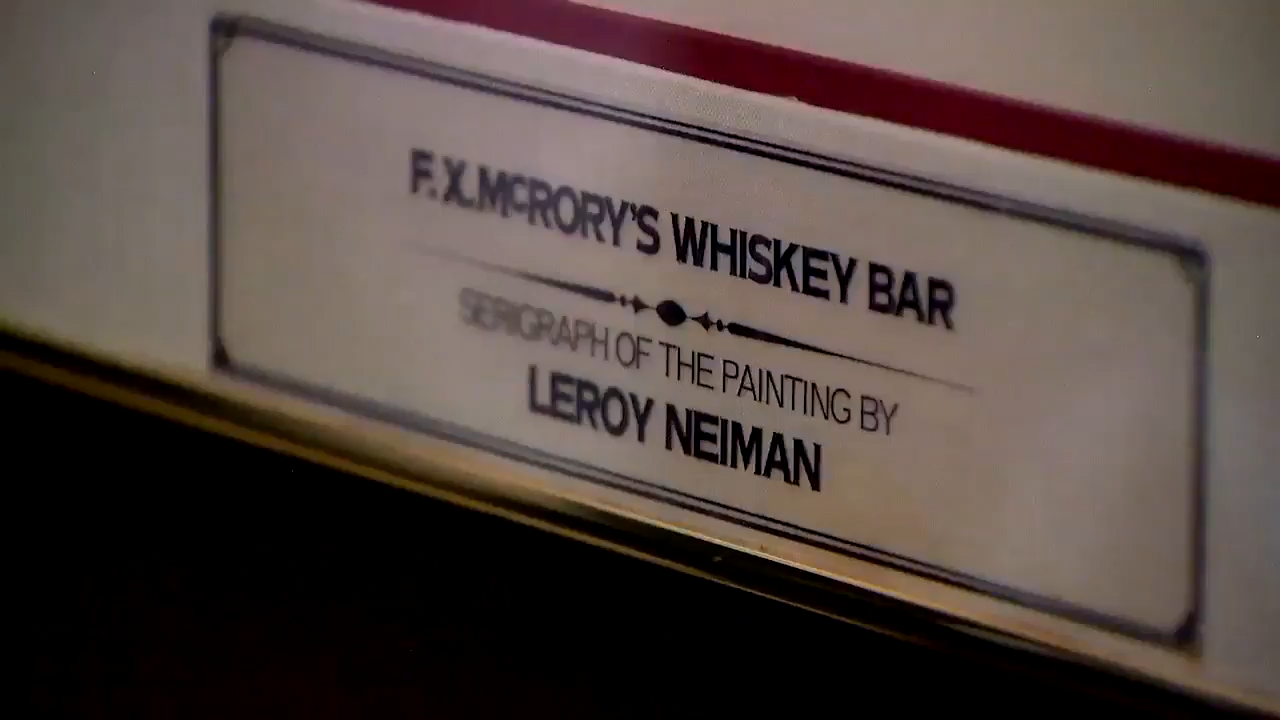 F.X. McRORY'S WHISKEY BAR
SERIGRAPH OF THE PAINTING BY
LEROY NEIMAN